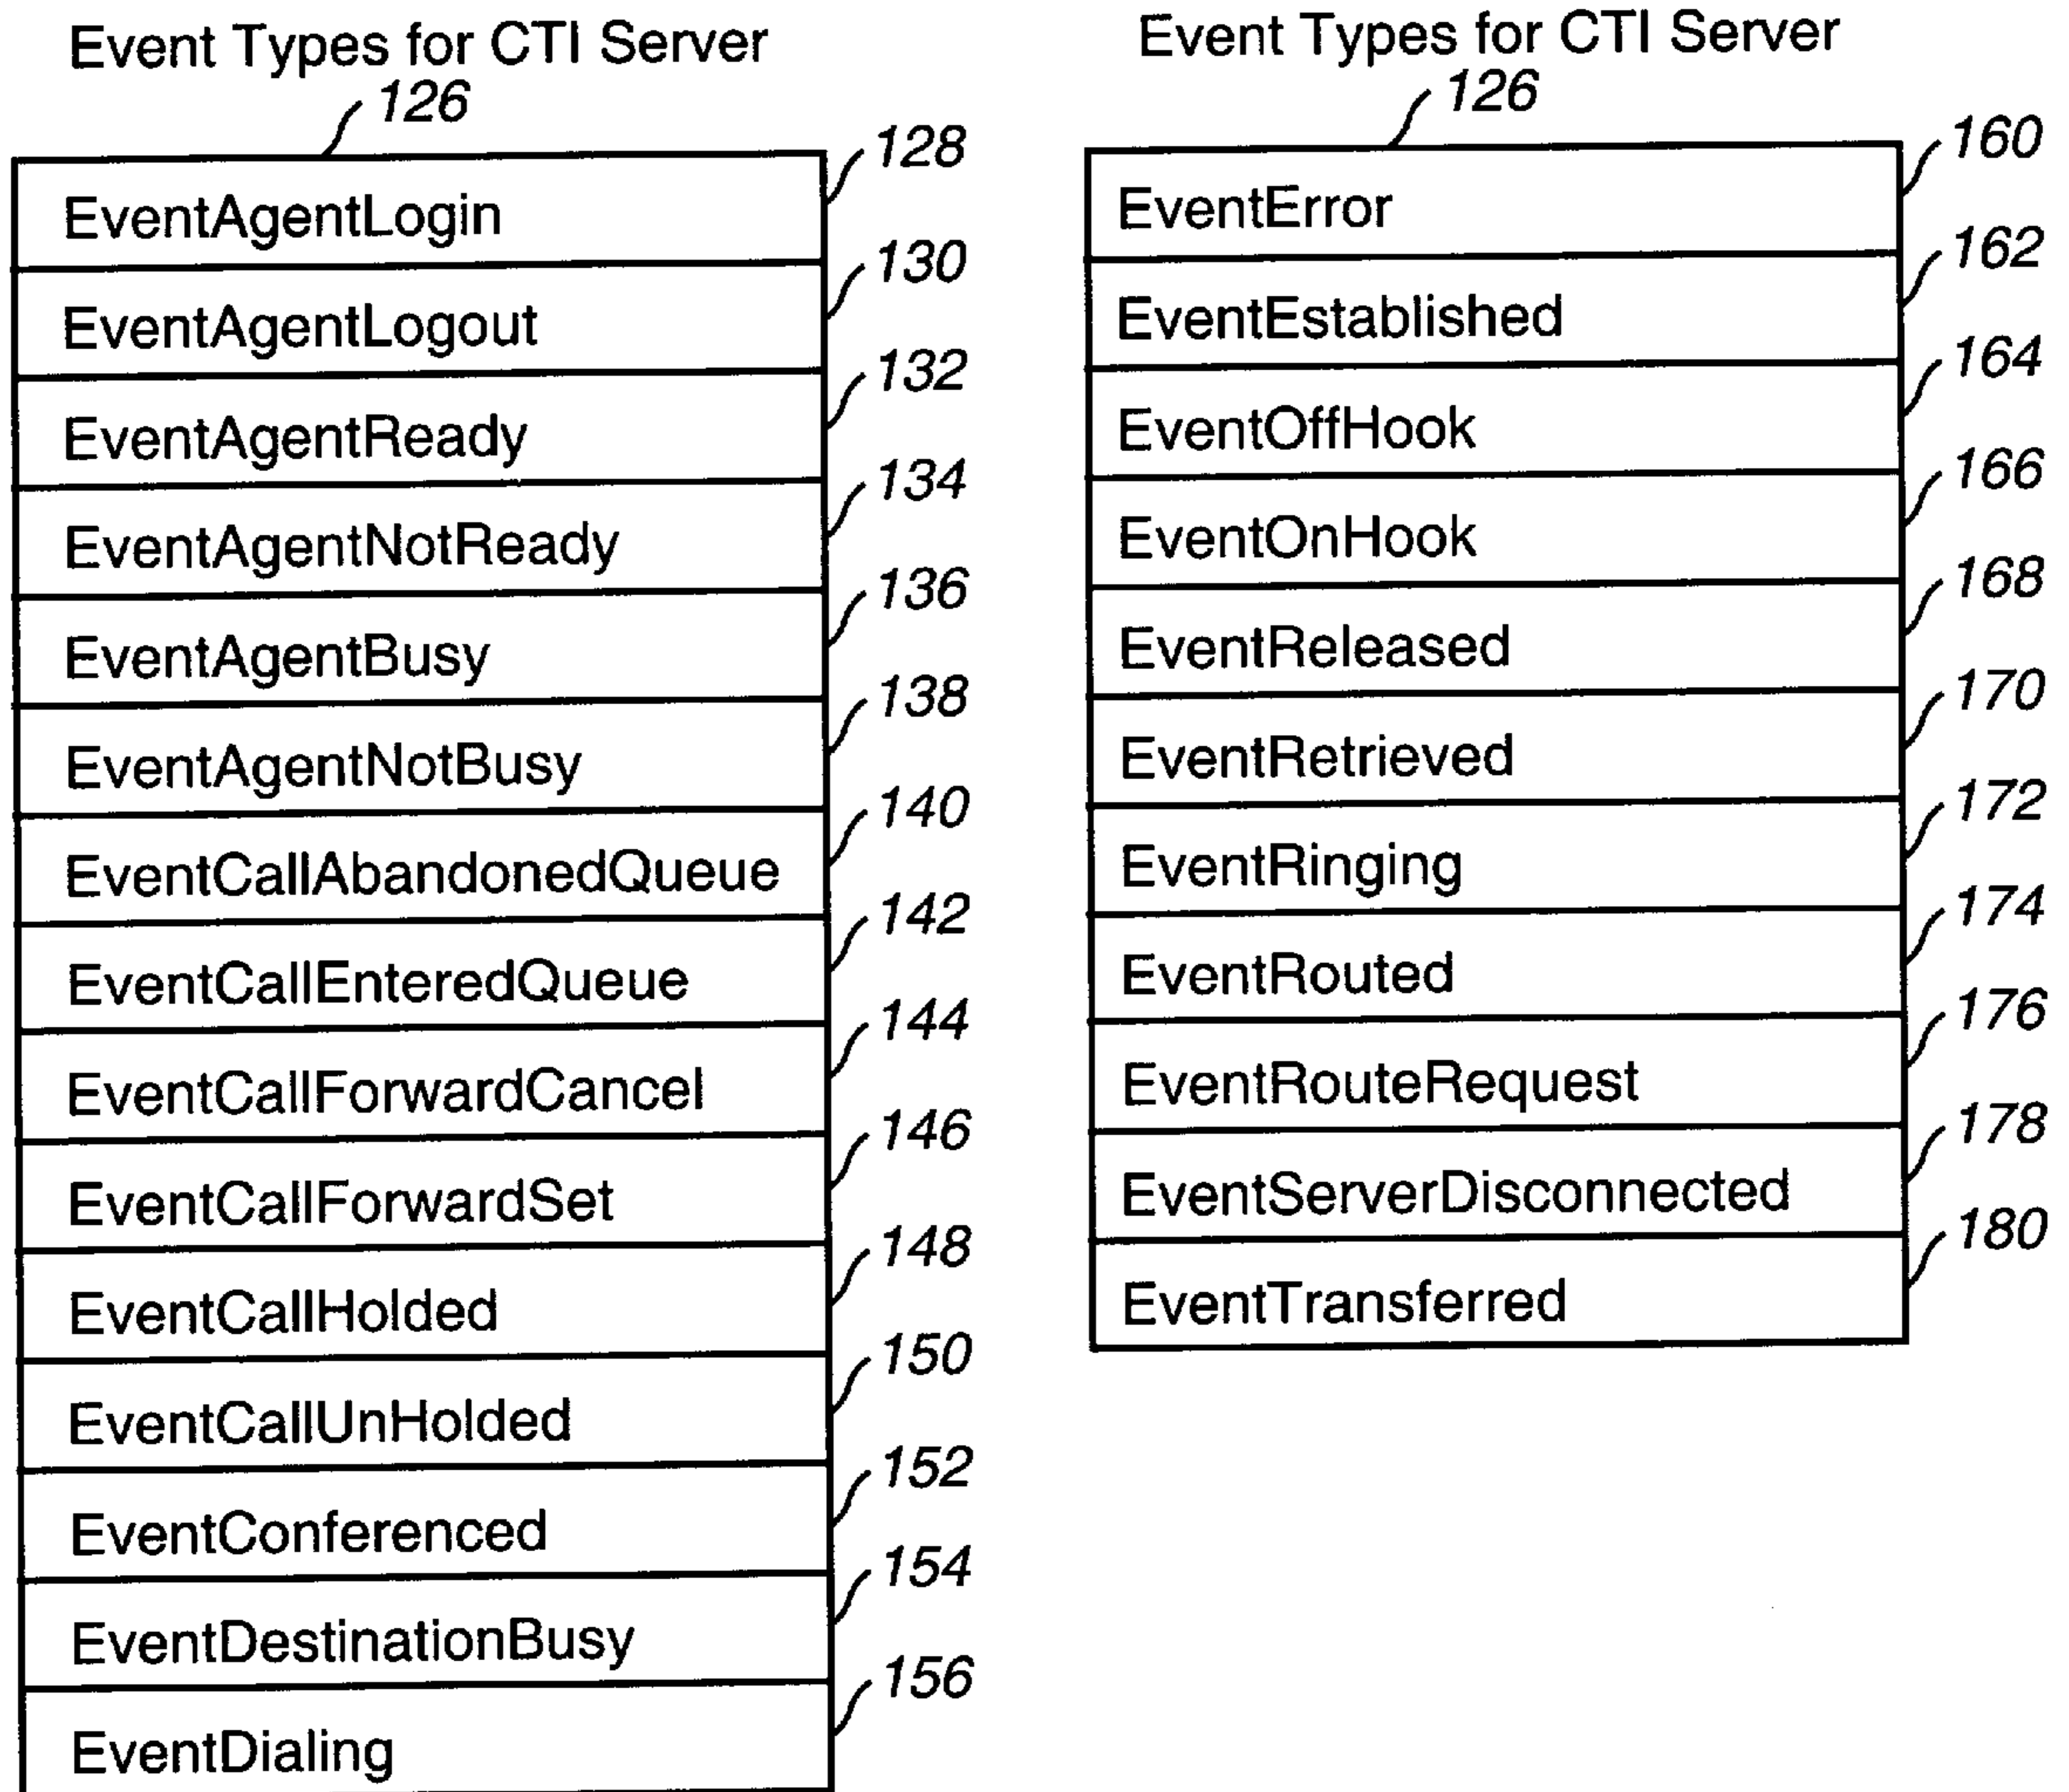 Event Types for CTI Server
126
EventAgentLogin 128
EventAgentLogout 130
EventAgentReady 132
EventAgentNotReady 134
EventAgentBusy 136
EventAgentNotBusy 138
EventCallAbandonedQueue 140
EventCallEnteredQueue 142
EventCallForwardCancel 144
EventCallForwardSet 146
EventCallHolded 148
EventCallUnHolded 150
EventConferenced 152
EventDestinationBusy 154
EventDialing 156
Event Types for CTI Server
126
EventError 160
EventEstablished 162
EventOffHook 164
EventOnHook 166
EventReleased 168
EventRetrieved 170
EventRinging 172
EventRouted 174
EventRouteRequest 176
EventServerDisconnected 178
EventTransferred 180